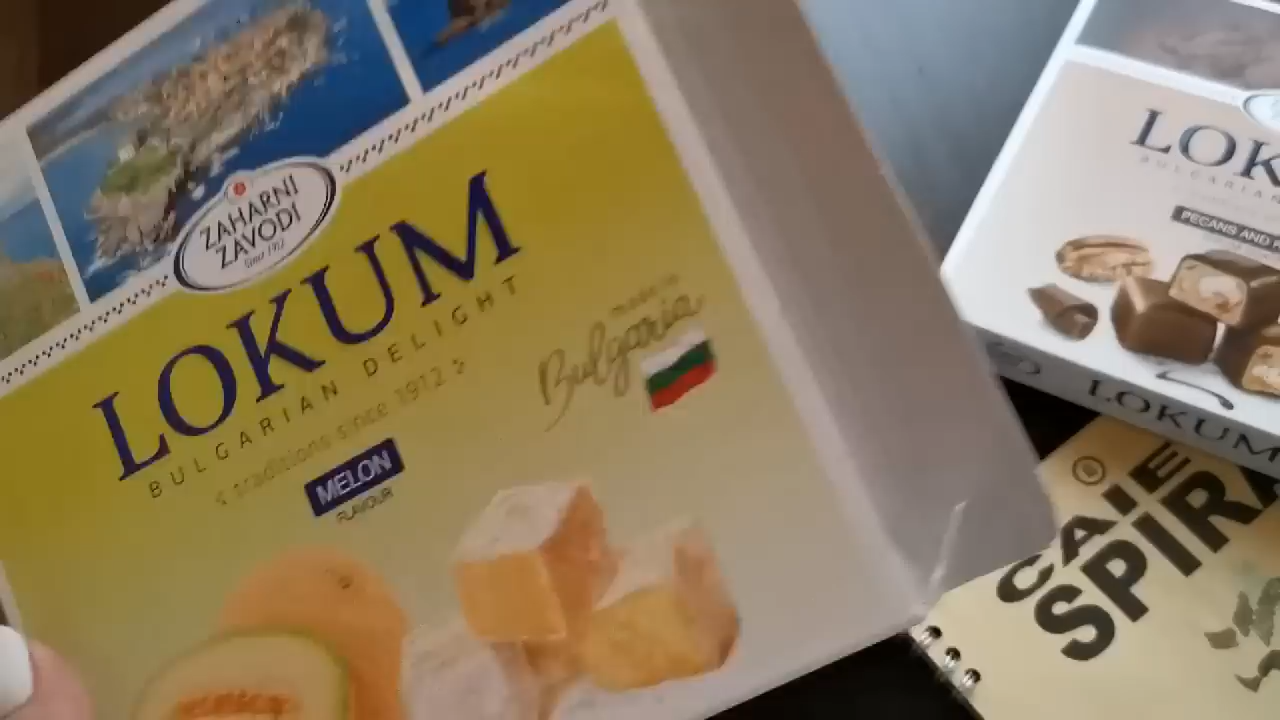 ZAHARNI
ZAVODI
Since 1912
LOKUM
BULGARIAN DELIGHT
traditions since 1912
MELON
FLAVOUR
made in
Bulgaria
LOK
BULGARIAN
PECANS AND
LOKUM
CAIE
SPIRA